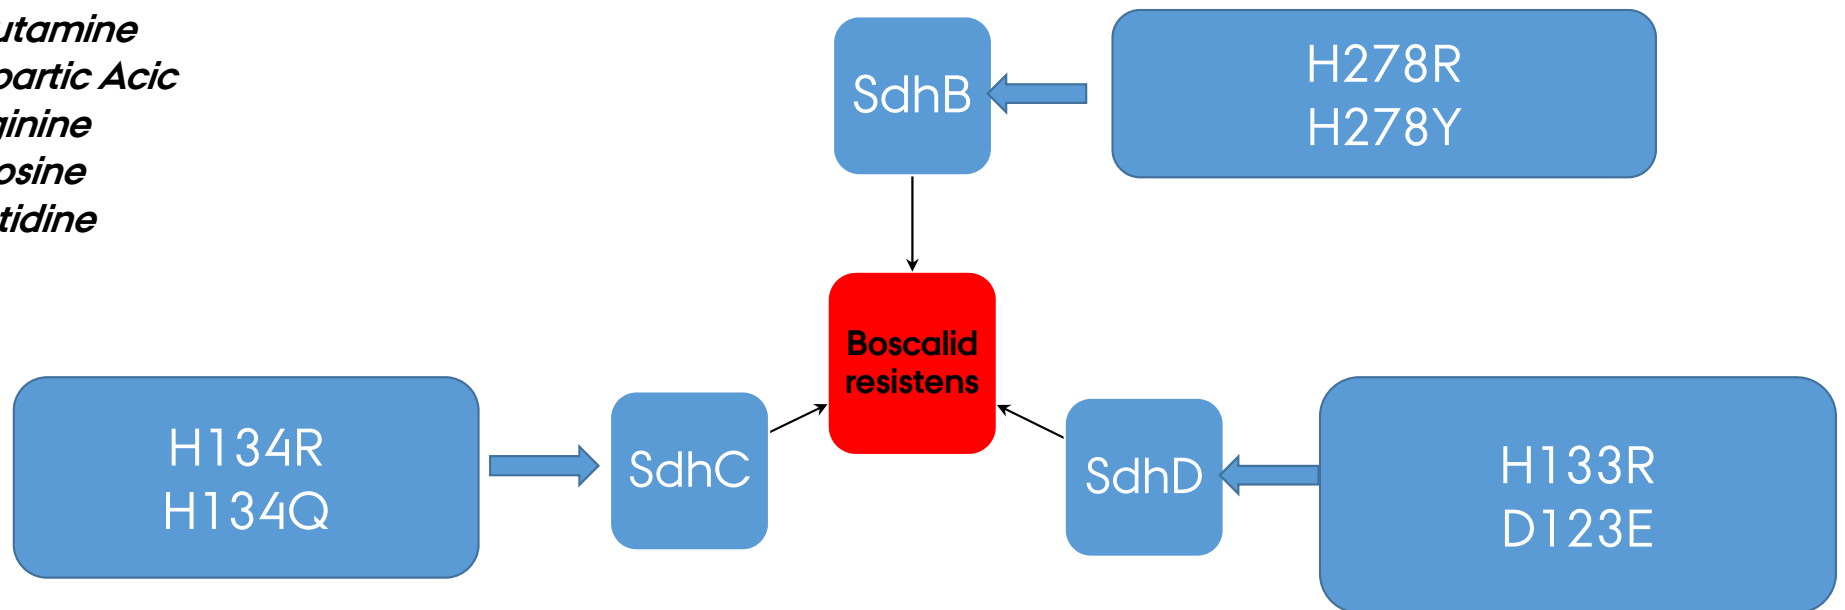 utamine
partic Acic
ginine
osine
tidine
SdhB
H278R
H278Y
Boscalid
resistens
H134R
H134Q
SdhC
SdhD
H133R
D123E